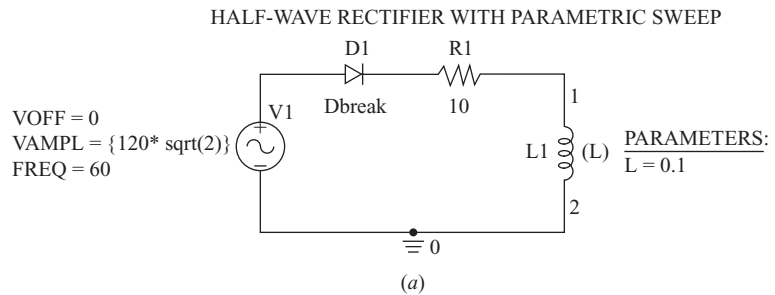 HALF-WAVE RECTIFIER WITH PARAMETRIC SWEEP
D1
R1
Dbreak
10
1
V1
+
VOFF = 0
VAMPL = {120* sqrt(2)}
FREQ = 60
−
L1
(L)
PARAMETERS:
L = 0.1
2
0
(a)